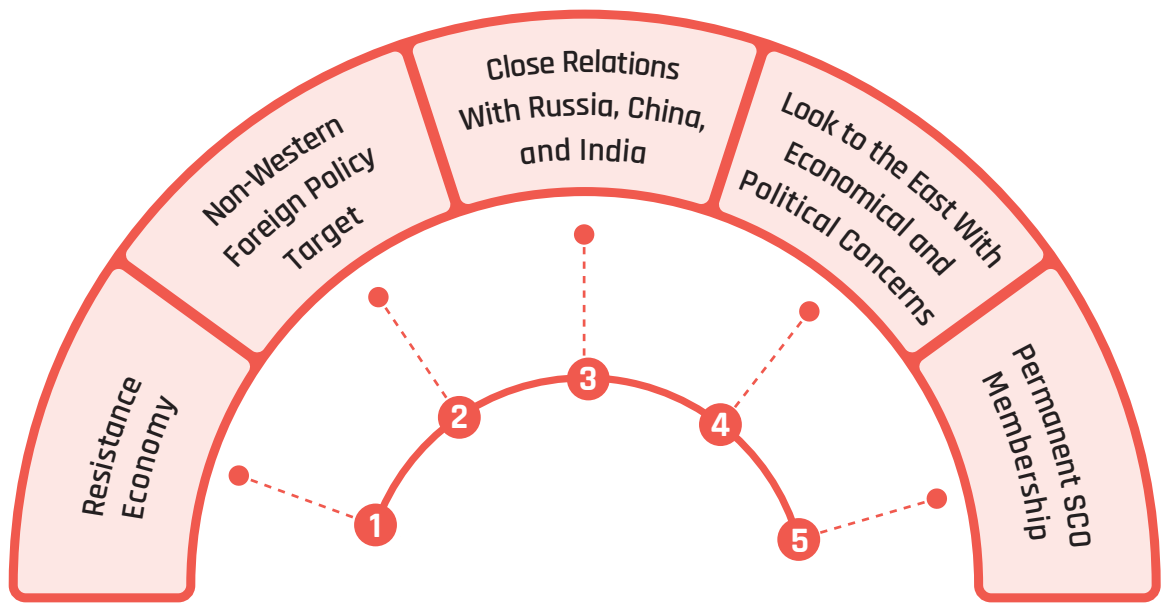 Resistance
Economy
Non-Western
Foreign Policy
Target
Close Relations
With Russia, China,
and India
Look to the East With
Economical and
Political Concerns
Permanent SCO
Membership
1
2
3
4
5